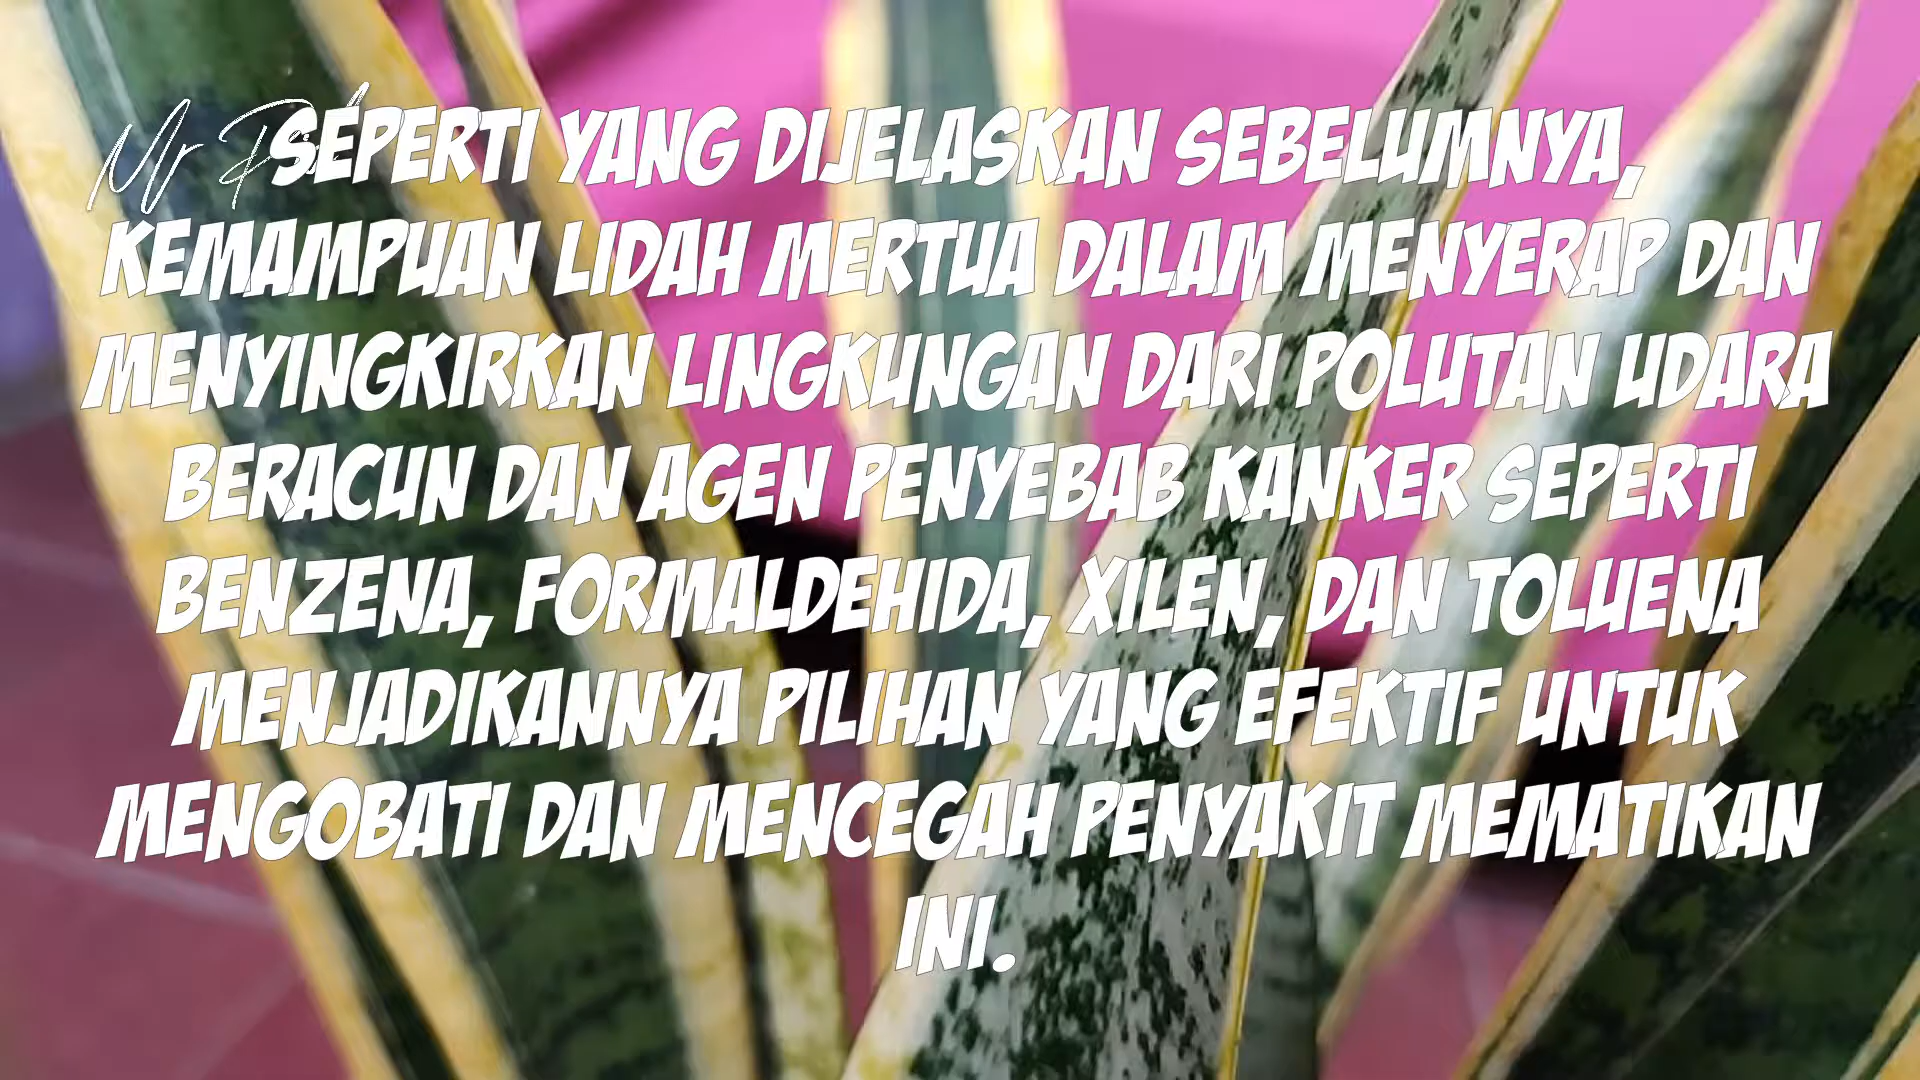 SEPERTI YANG DIJELASKAN SEBELUMNYA,
KEMAMPUAN LIDAH MERTUA DALAM MENYERAP DAN
MENYINGKIRKAN LINGKUNGAN DARI POLUTAN UDARA
BERACUN DAN AGEN PENYEBAB KANKER SEPERTI
BENZENA, FORMALDEHIDA, XILEN, DAN TOLUENA
MENJADIKANNYA PILIHAN YANG EFEKTIF UNTUK
MENGOBATI DAN MENCEGAH PENYAKIT MEMATIKAN
INI.